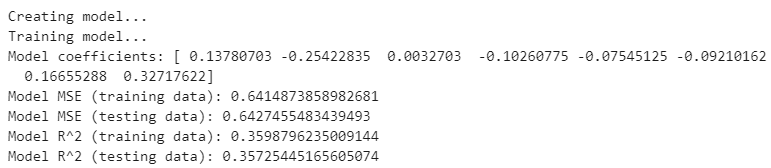 Creating model...
Training model...
Model coefficients: [ 0.13780703 -0.25422835  0.0032703  -0.10260775 -0.07545125 -0.09210162
  0.16655288  0.32717622]
Model MSE (training data): 0.6414873858982681
Model MSE (testing data): 0.6427455483439493
Model R^2 (training data): 0.3598796235009144
Model R^2 (testing data): 0.35725445165605074